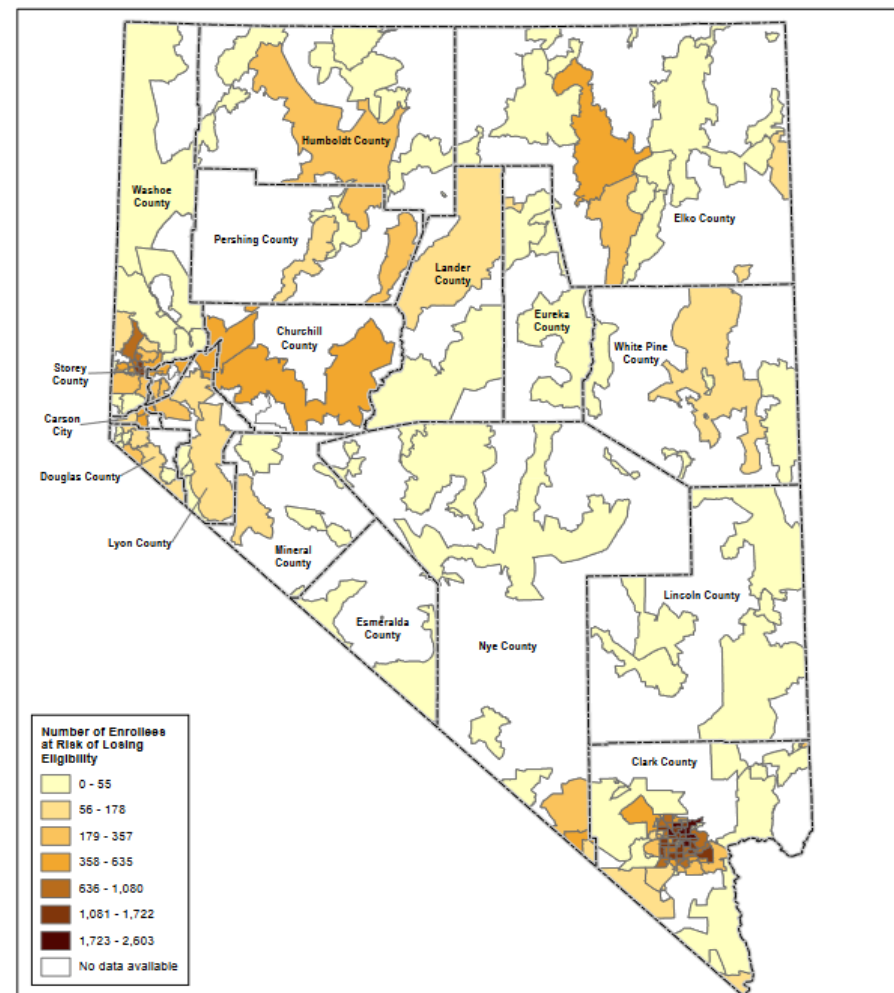 Humboldt County
Washoe
County
Elko County
Pershing County
Lander
County
Eureka
County
Churchill
County
White Pine
County
Storey
County
Carson
City
Douglas County
Lyon County
Mineral
County
Lincoln County
Esmeralda
County
Nye County
Clark County
Number of Enrollees
at Risk of Losing
Eligibility
0 - 55
56 - 178
179 - 357
358 - 635
636 - 1,080
1,081 - 1,722
1,723 - 2,603
No data available